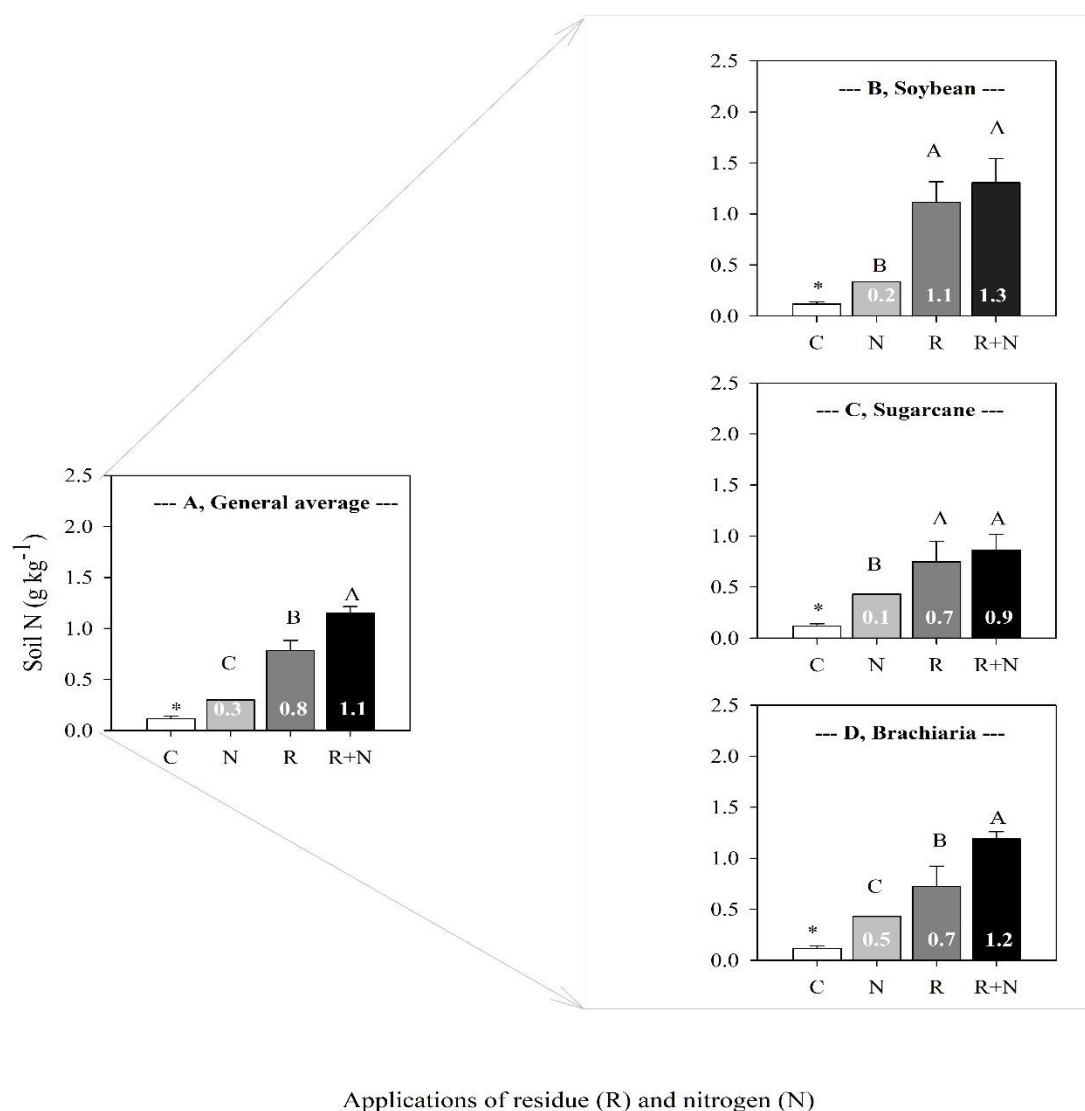 2.5
--- B, Soybean ---
2.0
Λ
1.5
A
1.0
0.5
B
*
0.2 1.1 1.3
0.0
C N R R+N
2.5
--- C, Sugarcane ---
2.0
1.5
Λ A
1.0
B
0.5
*
0.1 0.7 0.9
0.0
C N R R+N
Soil N (g kg⁻¹)
2.5
--- A, General average ---
2.0
1.5
Λ
B
1.0
C
0.5
*
0.3 0.8 1.1
0.0
C N R R+N
2.5
--- D, Brachiaria ---
2.0
1.5
A
B
1.0
C
0.5
*
0.5 0.7 1.2
0.0
C N R R+N
Applications of residue (R) and nitrogen (N)